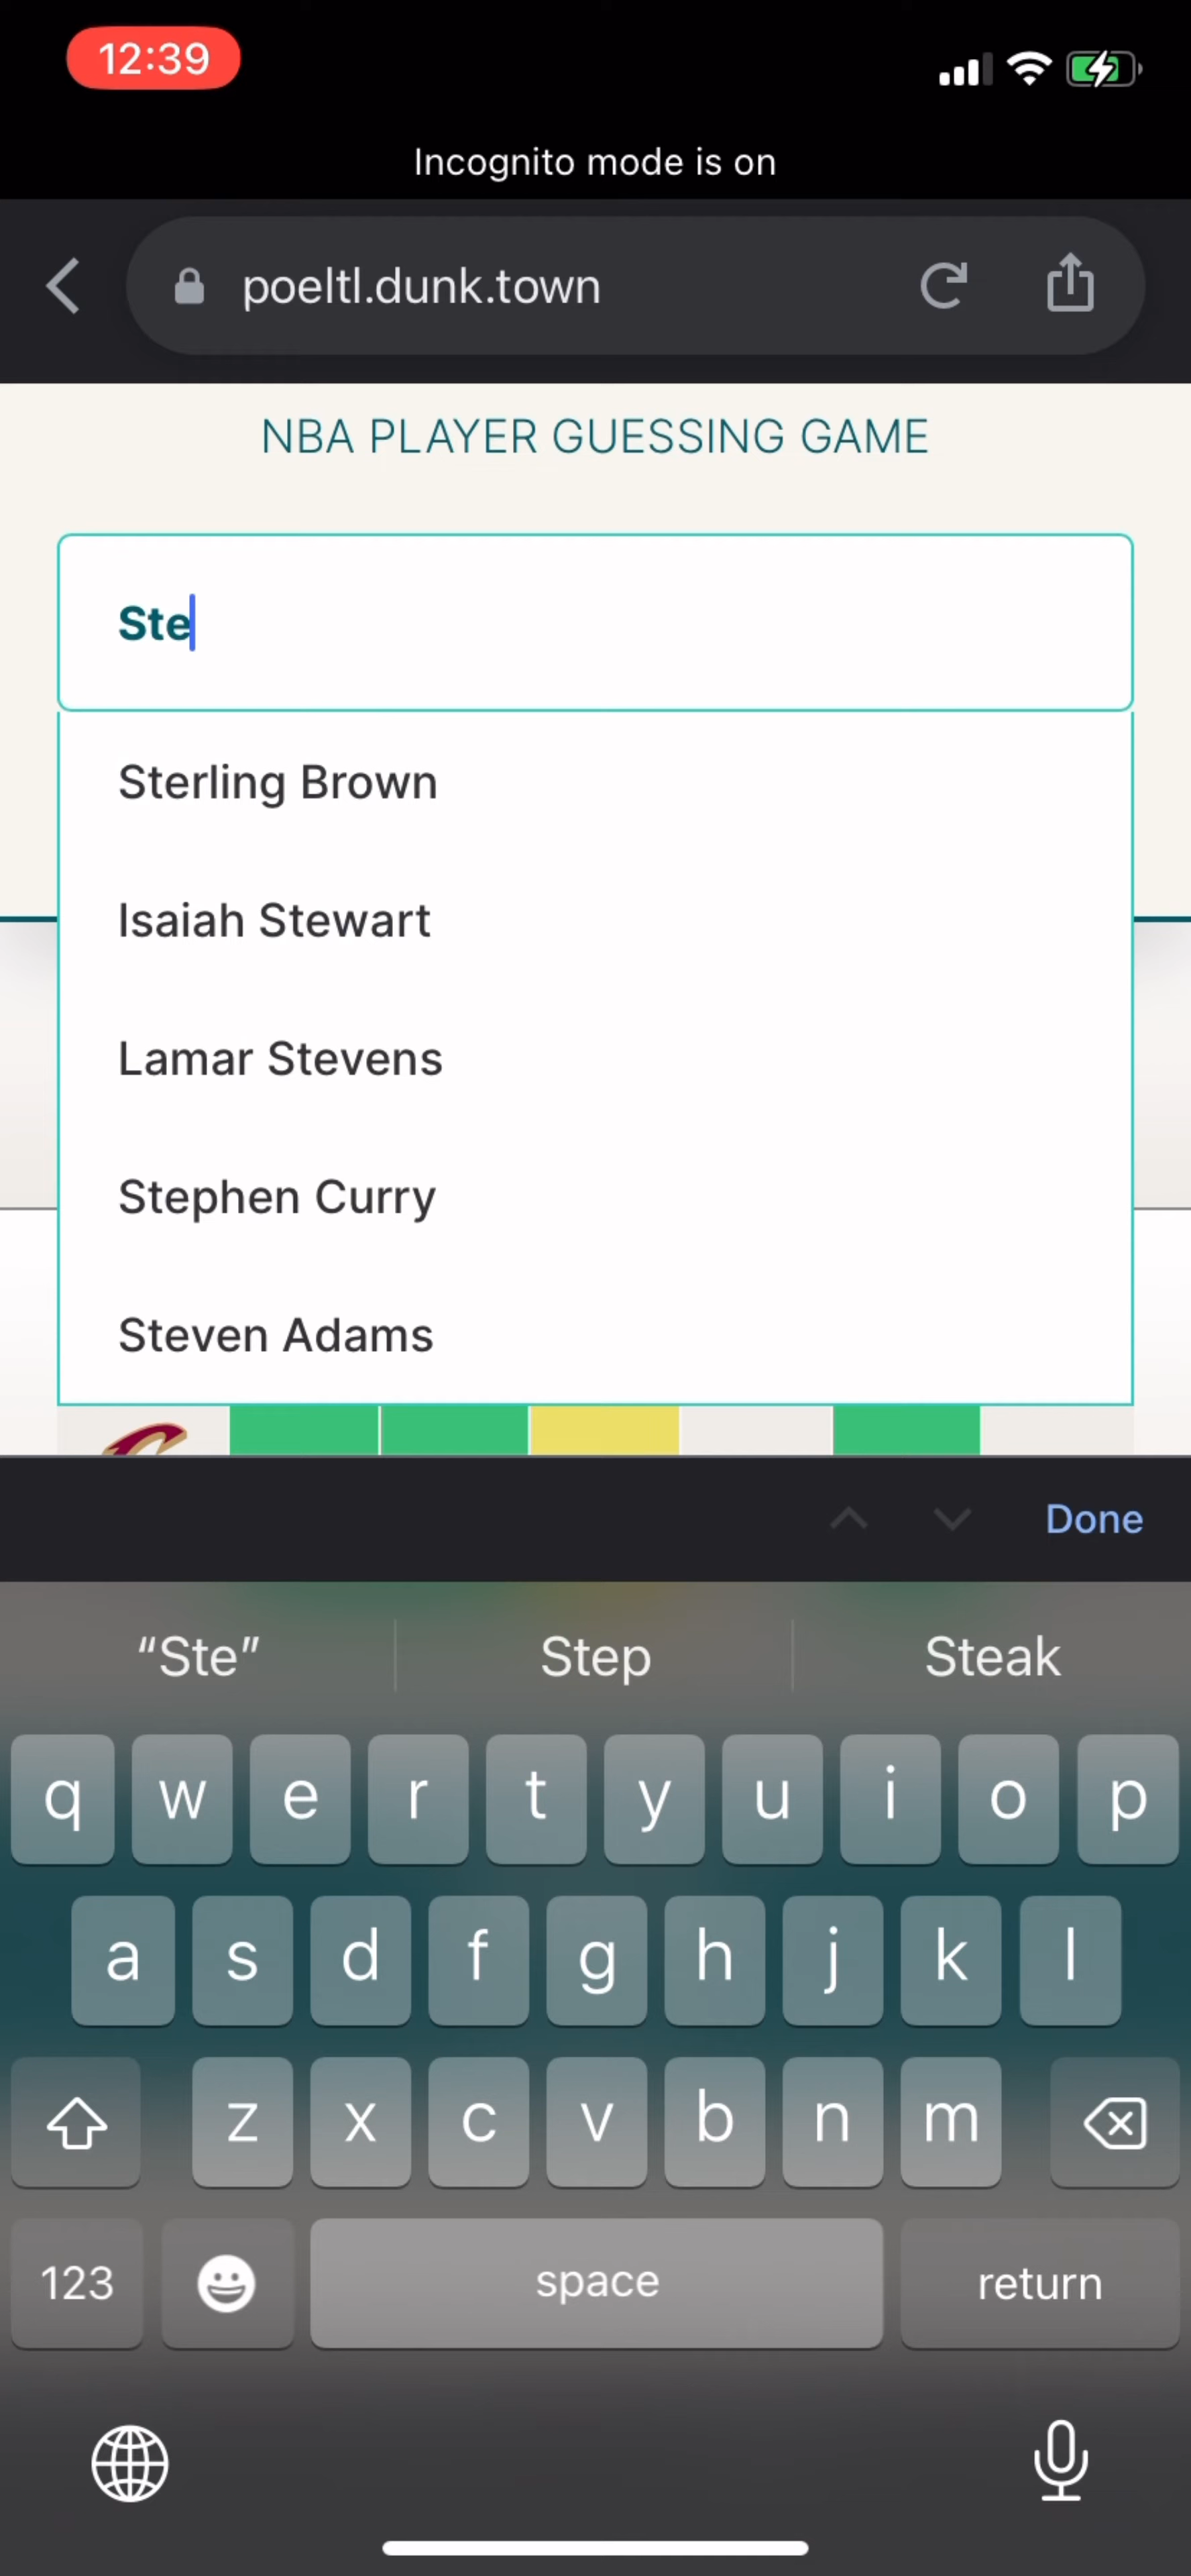 12:39
Incognito mode is on
poeltl.dunk.town
NBA PLAYER GUESSING GAME
Ste
Sterling Brown
Isaiah Stewart
Lamar Stevens
Stephen Curry
Steven Adams
Done
“Ste” Step Steak
q w e r t y u i o p
a s d f g h j k l
z x c v b n m
123 space return